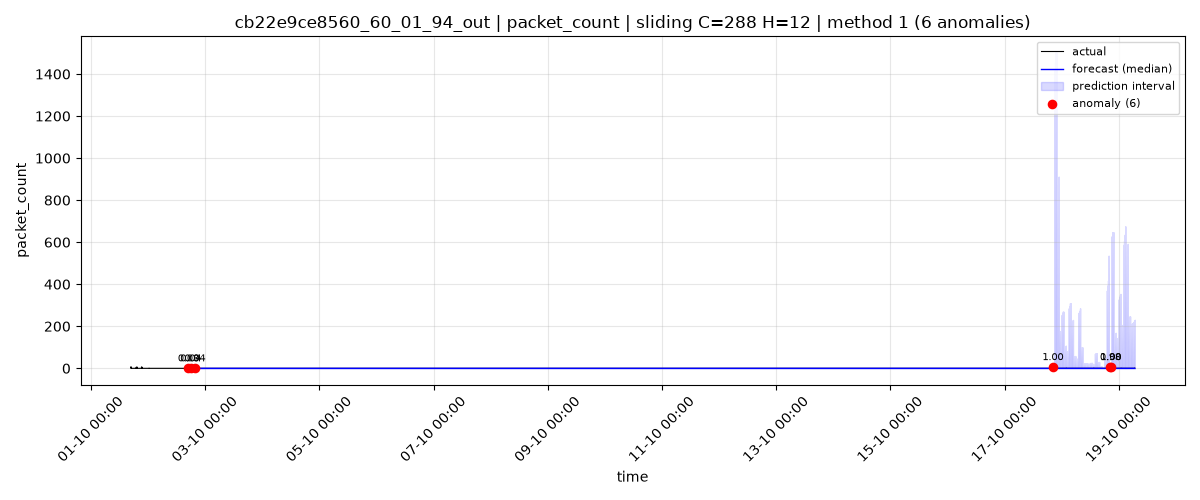 cb22e9ce8560_60_01_94_out | packet_count | sliding C=288 H=12 | method 1 (6 anomalies)
actual
forecast (median)
prediction interval
anomaly (6)
packet_count
1400
1200
1000
800
600
400
200
0
1.00
01-10 00:00
03-10 00:00
05-10 00:00
07-10 00:00
09-10 00:00
11-10 00:00
13-10 00:00
15-10 00:00
17-10 00:00
19-10 00:00
time